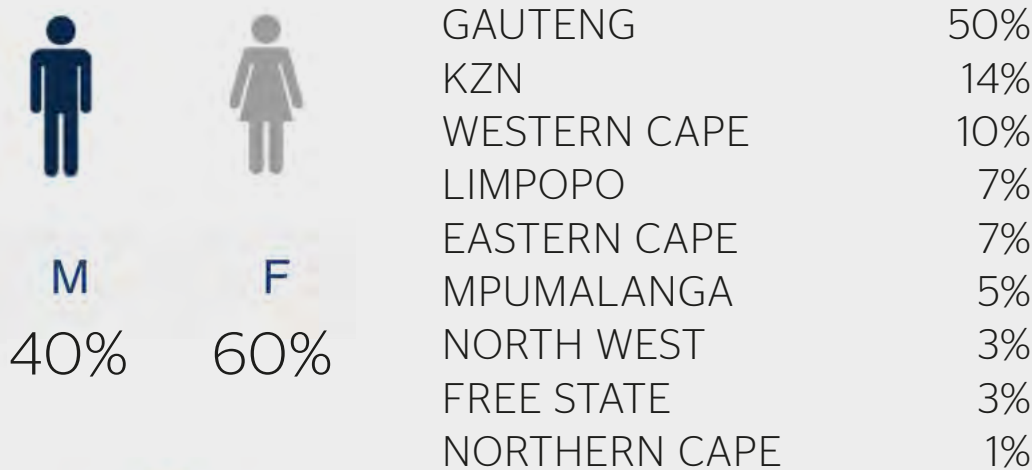 M F
40% 60%
GAUTENG 50%
KZN 14%
WESTERN CAPE 10%
LIMPOPO 7%
EASTERN CAPE 7%
MPUMALANGA 5%
NORTH WEST 3%
FREE STATE 3%
NORTHERN CAPE 1%